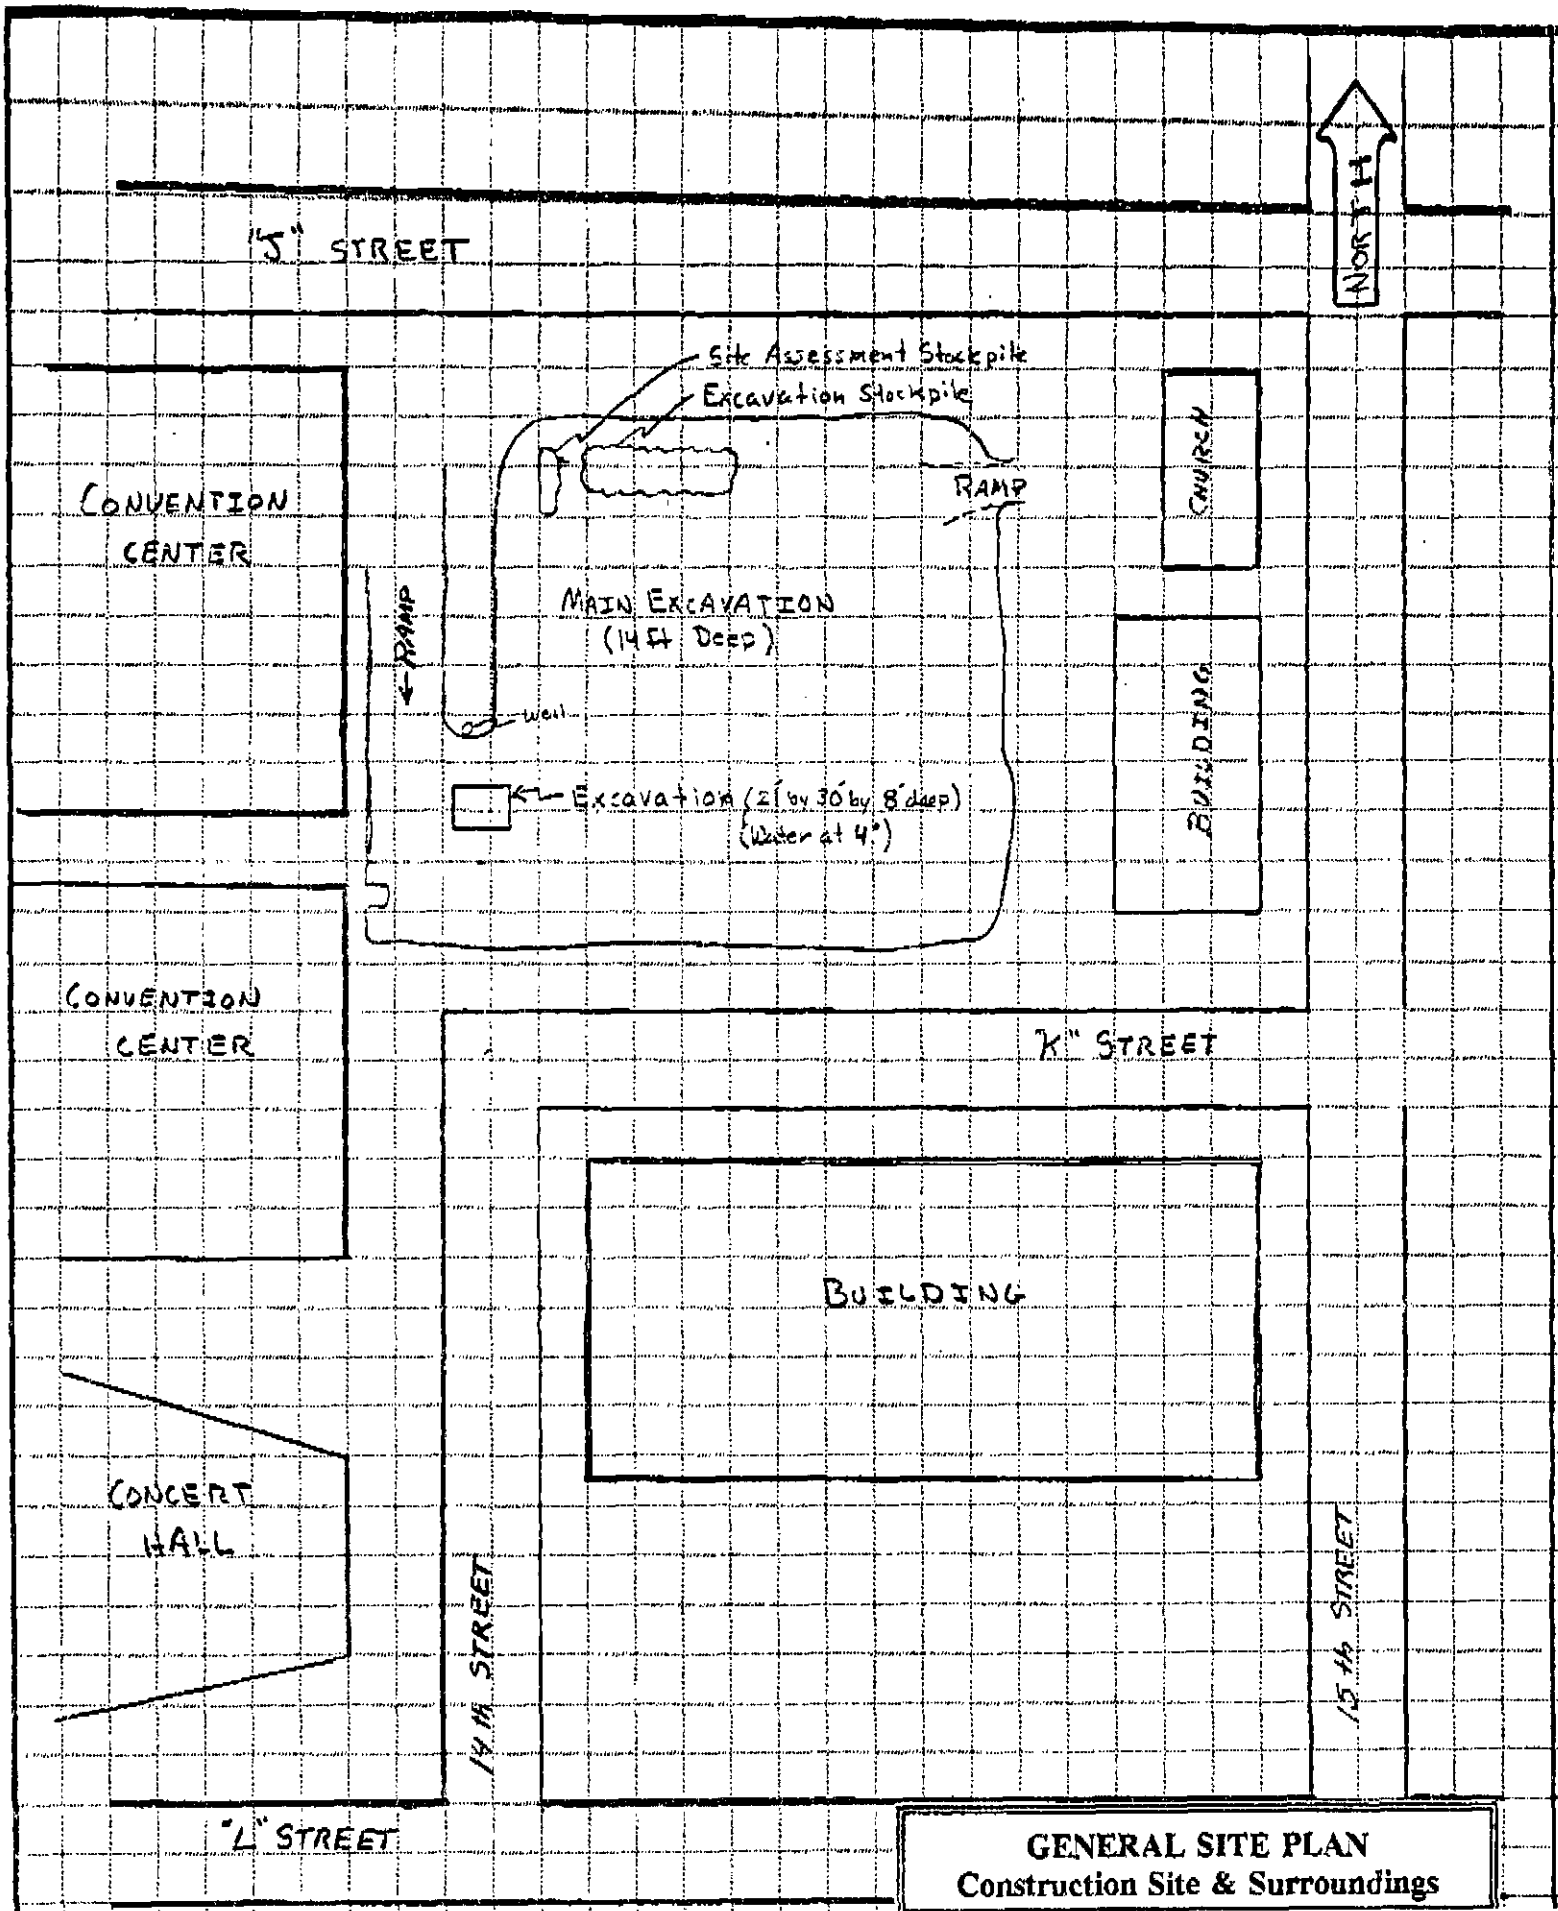 NORTH
"J" STREET
Site Assessment Stockpile
Excavation Stockpile
CHURCH
RAMP
CONVENTION
CENTER
MAIN EXCAVATION
(14 Ft Deep)
← RAMP
Well
BUILDING
Excavation (21' by 30' by 8' deep)
(Water at 4')
CONVENTION
CENTER
"K" STREET
BUILDING
CONCERT
HALL
14th STREET
15th STREET
"L" STREET
GENERAL SITE PLAN
Construction Site & Surroundings